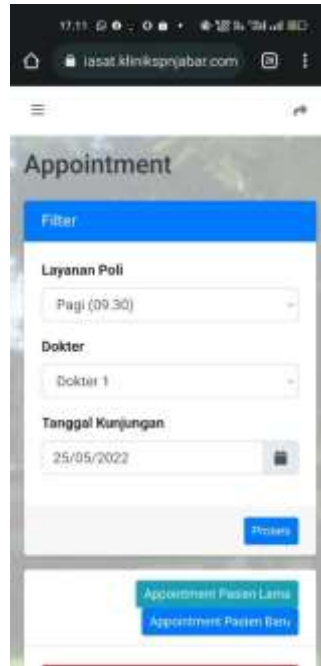 17.11
iasat.klinikspnjabar.com
Appointment
Filter
Layanan Poli
Pagi (09.30)
Dokter
Dokter 1
Tanggal Kunjungan
25/05/2022
Proses
Appointment Pasien Lama
Appointment Pasien Baru